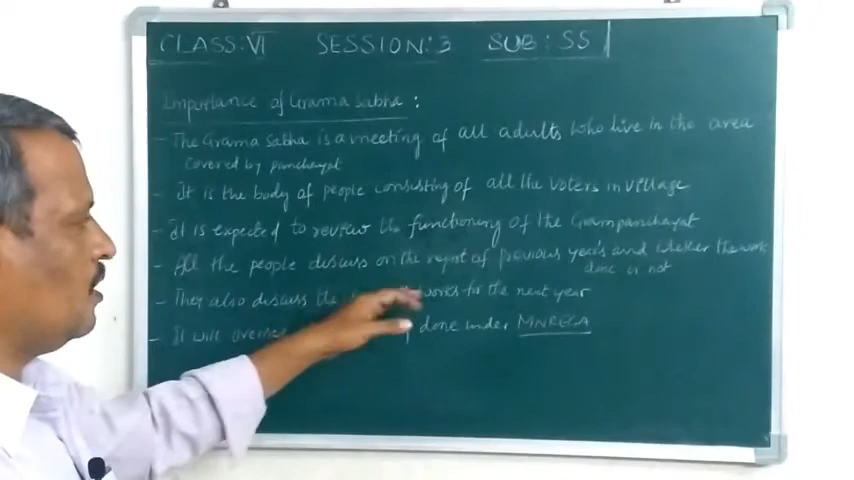 CLASS: VI SESSION: 3 SUB: SS
Importance of Grama Sabha :
- The Grama Sabha is a meeting of all adults who live in the area
covered by panchayat
- It is the body of people consisting of all the voters in village
- It is expected to review the functioning of the Grampanchayat
- All the people discuss on the report of previous year's and whether the work
done or not
- They also discuss the works for the next year
- It will oversee done under MNREGA